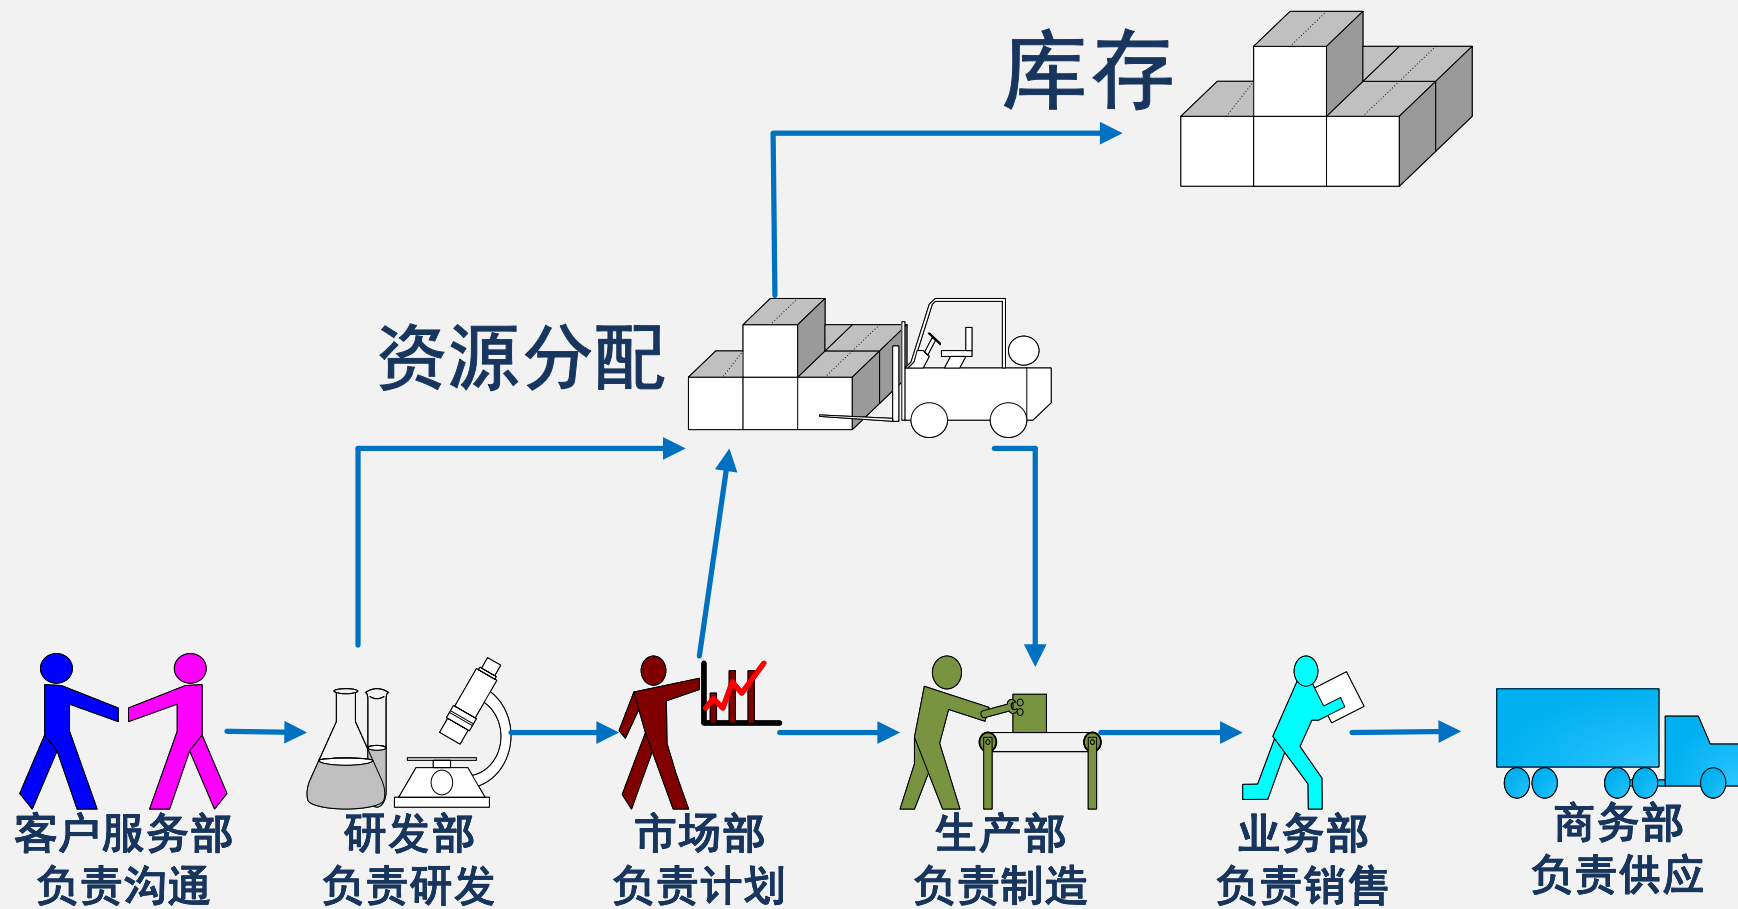 库存
资源分配
客户服务部
负责沟通
研发部
负责研发
市场部
负责计划
生产部
负责制造
业务部
负责销售
商务部
负责供应